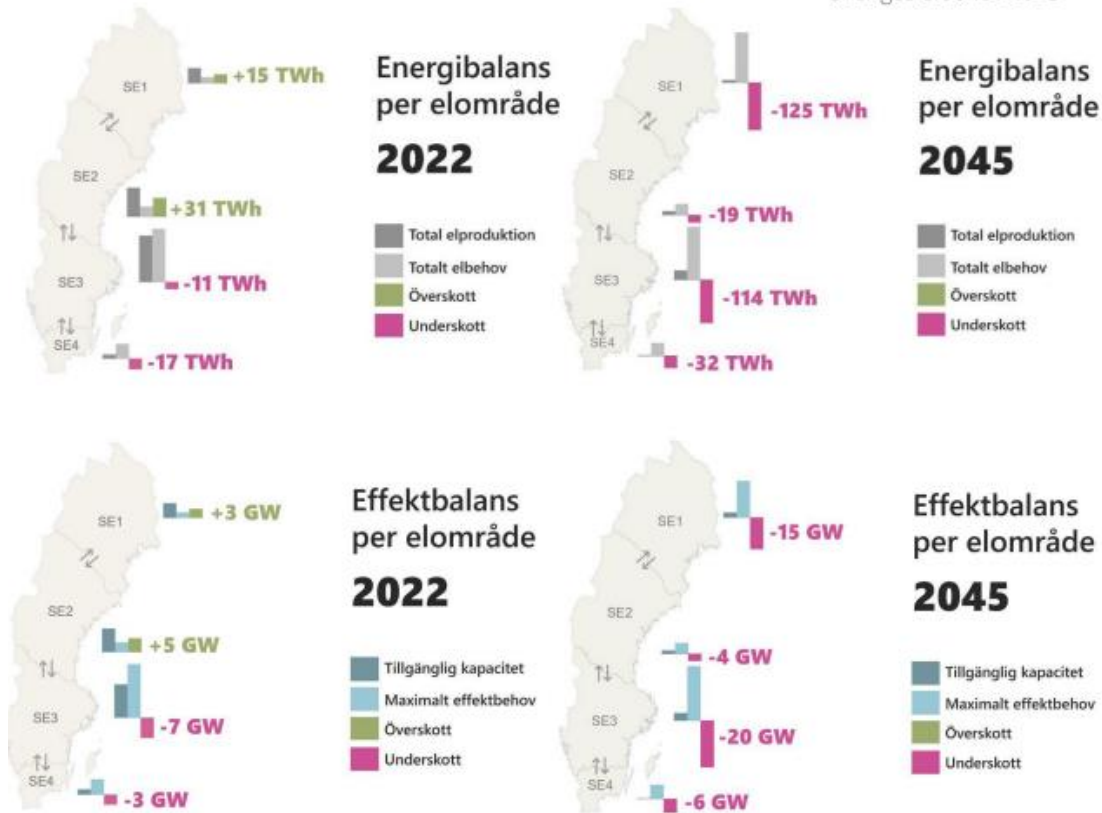 SE1
+15 TWh
SE2
+31 TWh
SE3
-11 TWh
SE4
-17 TWh
Energibalans
per elområde
2022
Total elproduktion
Totalt elbehov
Överskott
Underskott
SE1
-125 TWh
SE2
-19 TWh
SE3
-114 TWh
SE4
-32 TWh
Energibalans
per elområde
2045
Total elproduktion
Totalt elbehov
Överskott
Underskott
SE1
+3 GW
SE2
+5 GW
SE3
-7 GW
SE4
-3 GW
Effektbalans
per elområde
2022
Tillgänglig kapacitet
Maximalt effektbehov
Överskott
Underskott
SE1
-15 GW
SE2
-4 GW
SE3
-20 GW
SE4
-6 GW
Effektbalans
per elområde
2045
Tillgänglig kapacitet
Maximalt effektbehov
Överskott
Underskott